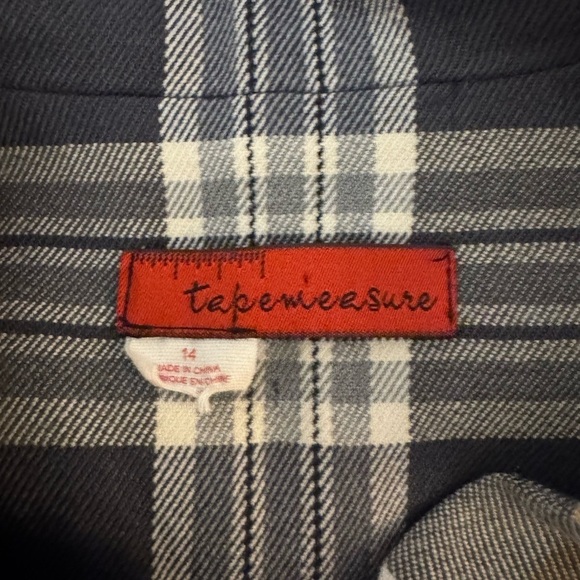 tapemeasure
14
MADE IN CHINA
FABRIQUE EN CHINE